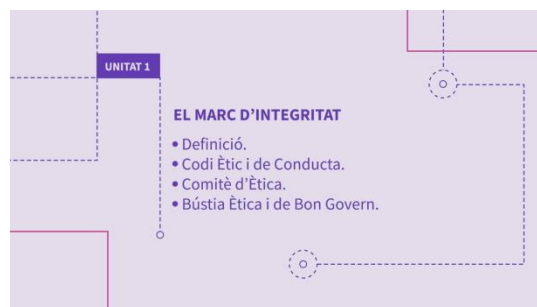 UNITAT 1
EL MARC D’INTEGRITAT
• Definició.
• Codi Ètic i de Conducta.
• Comitè d’Ètica.
• Bústia Ètica i de Bon Govern.